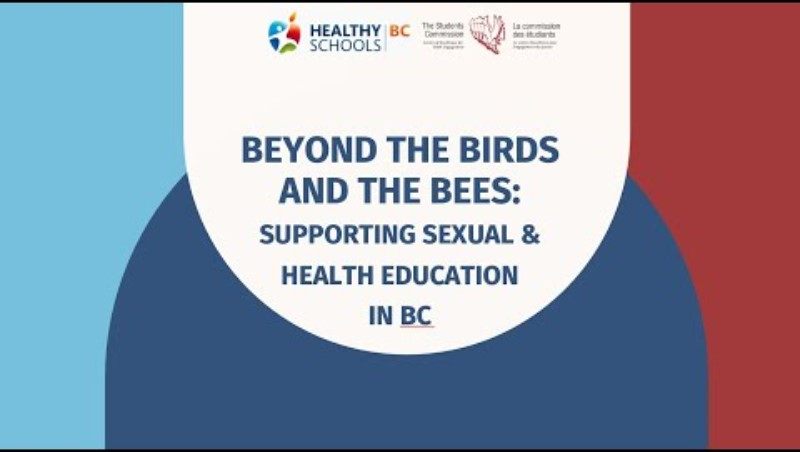 HEALTHY
SCHOOLS
BC
The Students
Commission
La commission
des étudiants
BEYOND THE BIRDS
AND THE BEES:
SUPPORTING SEXUAL &
HEALTH EDUCATION
IN BC